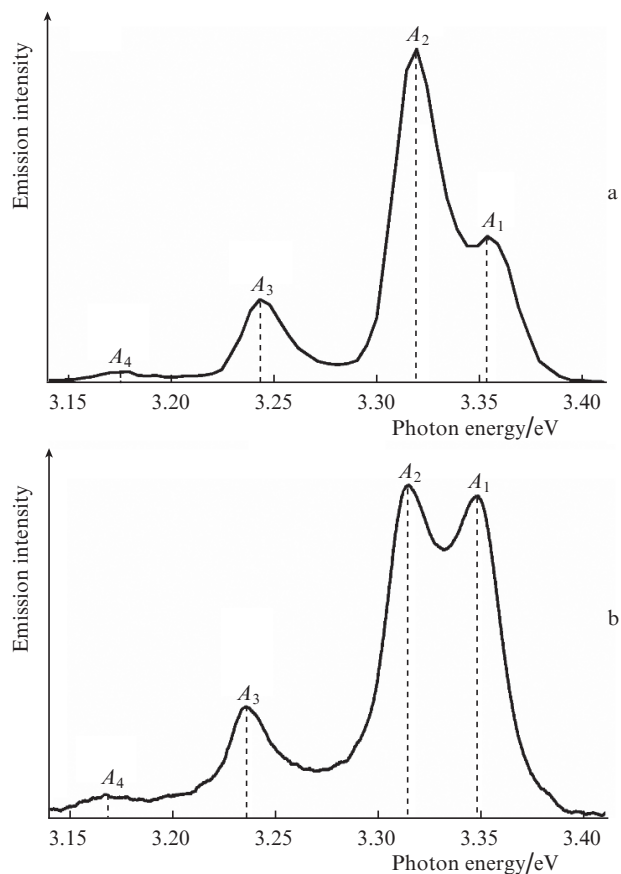 Emission intensity
A2
A1
A3
A4
a
3.15 3.20 3.25 3.30 3.35 3.40
Photon energy/eV
Emission intensity
A2
A1
A3
A4
b
3.15 3.20 3.25 3.30 3.35 3.40
Photon energy/eV